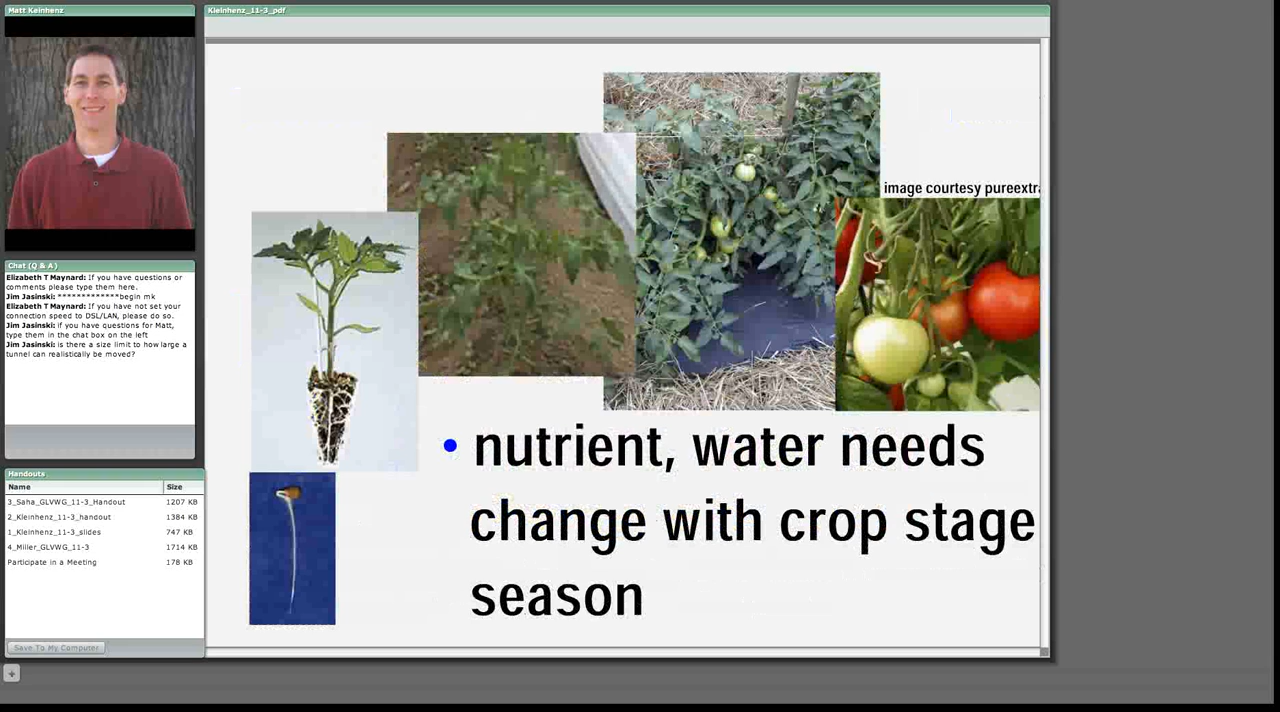 Matt Keinhenz
Chat (Q & A)
Elizabeth T Maynard: If you have questions or
comments please type them here.
Jim Jasinski: *************begin mk
Elizabeth T Maynard: If you have not set your
connection speed to DSL/LAN, please do so.
Jim Jasinski: if you have questions for Matt,
type them in the chat box on the left
Jim Jasinski: is there a size limit to how large a
tunnel can realistically be moved?
Handouts
Name Size
3_Saha_GLVWG_11-3_Handout 1207 KB
2_Kleinhenz_11-3_handout 1384 KB
1_Kleinhenz_11-3_slides 747 KB
4_Miller_GLVWG_11-3 1714 KB
Participate in a Meeting 178 KB
Save To My Computer
Kleinhenz_11-3_pdf
image courtesy pureextra
• nutrient, water needs
change with crop stage
season